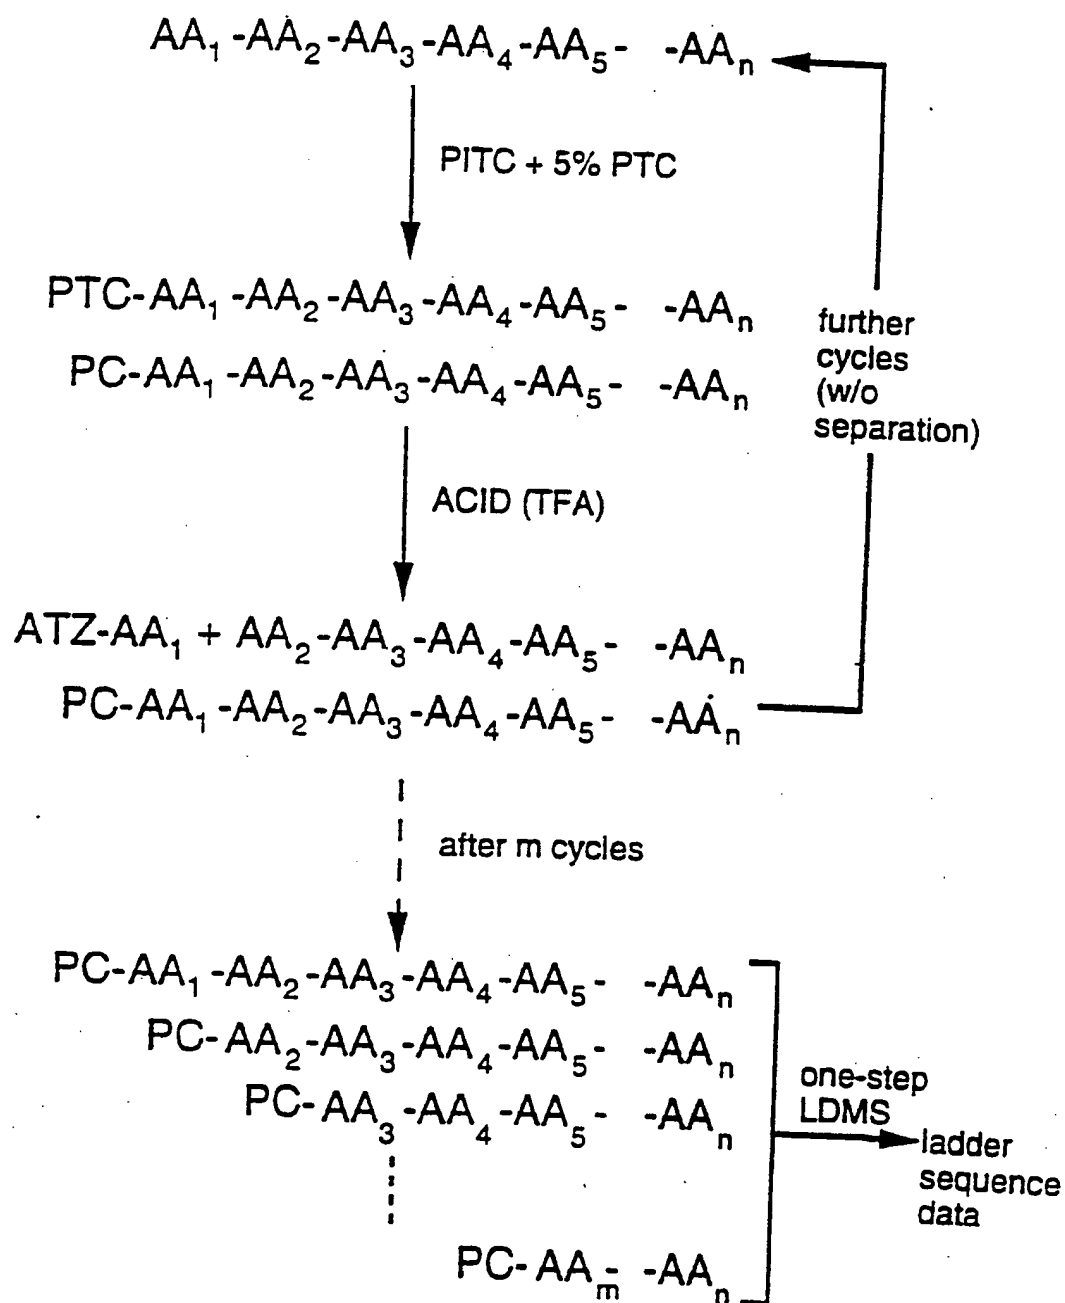 AA₁ -AA₂-AA₃-AA₄-AA₅- -AAₙ
PITC + 5% PTC
PTC-AA₁ -AA₂-AA₃-AA₄-AA₅- -AAₙ
PC-AA₁ -AA₂-AA₃-AA₄-AA₅- -AAₙ
further
cycles
(w/o
separation)
ACID (TFA)
ATZ-AA₁ + AA₂-AA₃-AA₄-AA₅- -AAₙ
PC-AA₁ -AA₂-AA₃-AA₄-AA₅- -AAₙ
after m cycles
PC-AA₁ -AA₂-AA₃-AA₄-AA₅- -AAₙ
PC- AA₂-AA₃-AA₄-AA₅- -AAₙ
PC- AA₃ -AA₄ -AA₅- -AAₙ
PC- AAₘ- -AAₙ
one-step
LDMS
ladder
sequence
data